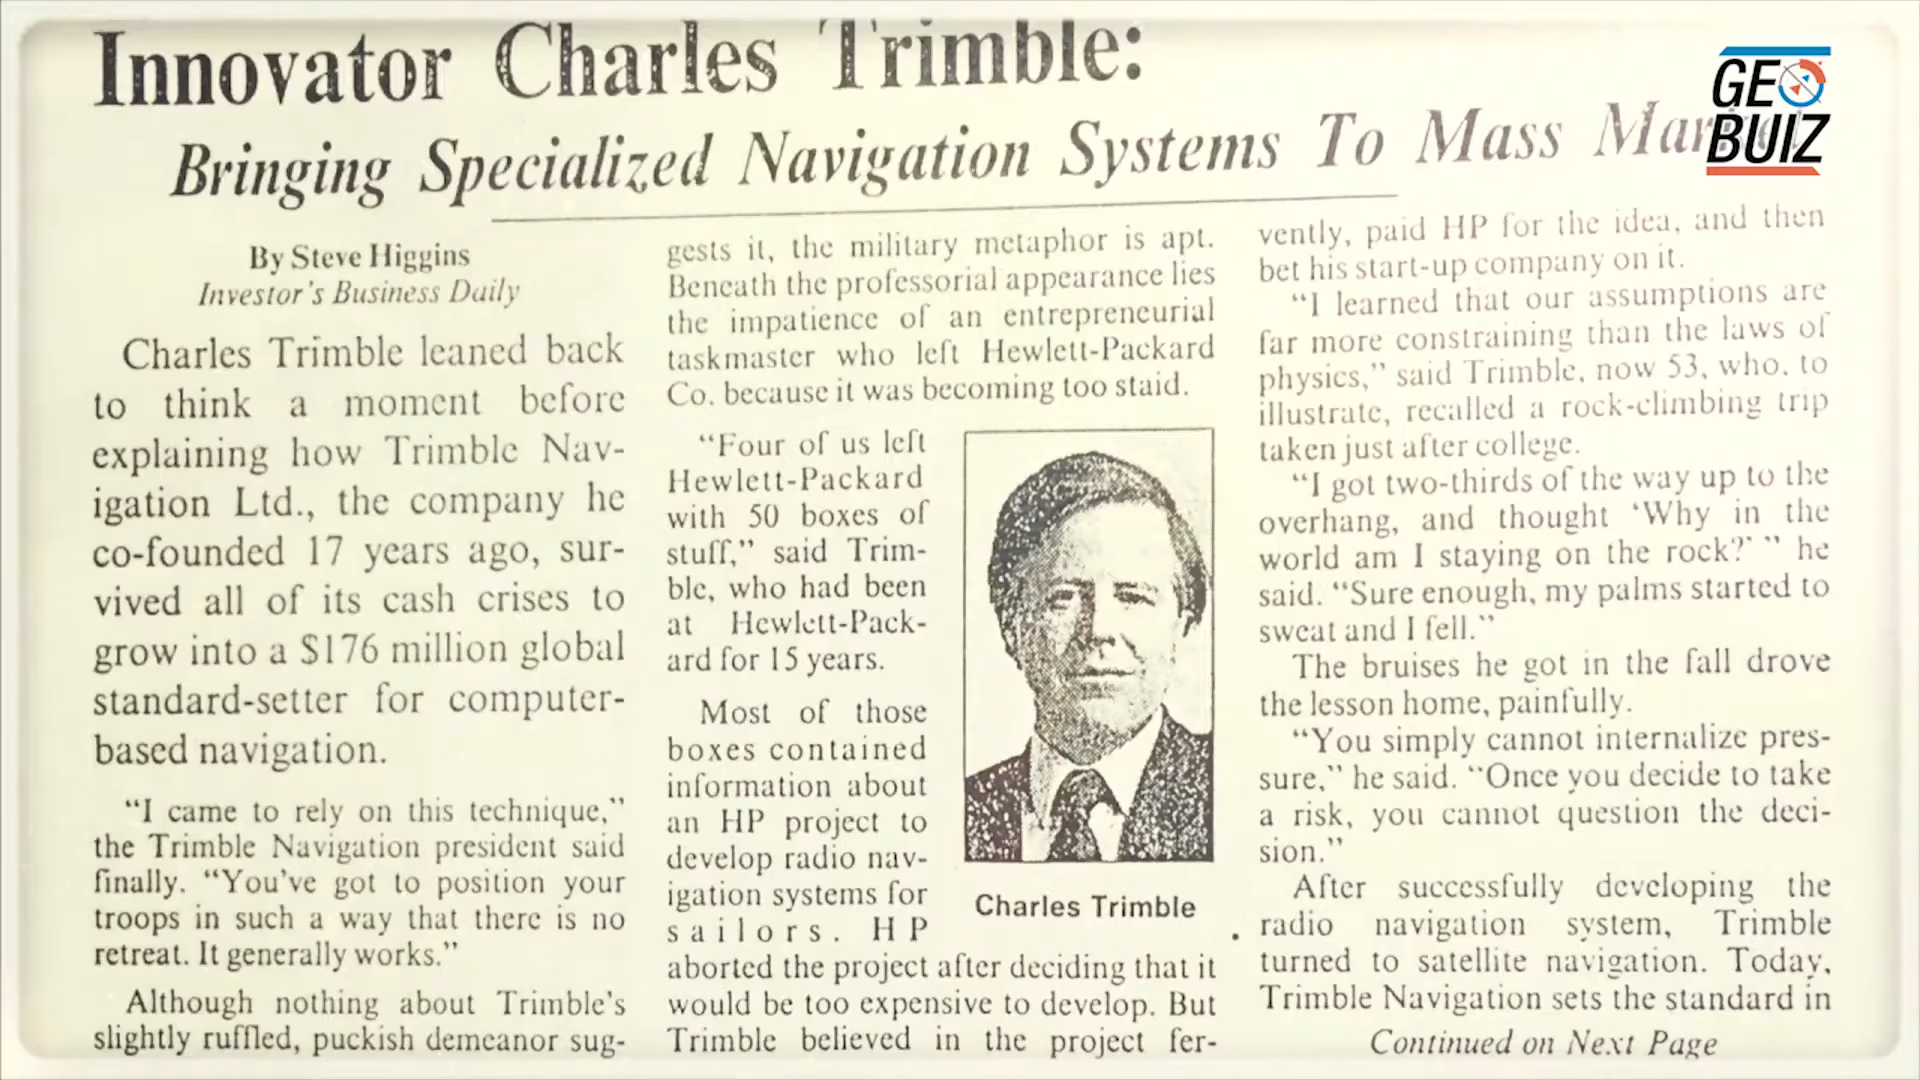 Innovator Charles Trimble:
Bringing Specialized Navigation Systems To Mass
GEO
BUIZ
By Steve Higgins
Investor's Business Daily
Charles Trimble leaned back
to think a moment before
explaining how Trimble Nav-
igation Ltd., the company he
co-founded 17 years ago, sur-
vived all of its cash crises to
grow into a $176 million global
standard-setter for computer-
based navigation.
“I came to rely on this technique,”
the Trimble Navigation president said
finally. “You've got to position your
troops in such a way that there is no
retreat. It generally works.”
Although nothing about Trimble's
slightly ruffled, puckish demeanor sug-
gests it, the military metaphor is apt.
Beneath the professorial appearance lies
the impatience of an entrepreneurial
taskmaster who left Hewlett-Packard
Co. because it was becoming too staid.
“Four of us left
Hewlett-Packard
with 50 boxes of
stuff,” said Trim-
ble, who had been
at Hewlett-Pack-
ard for 15 years.
Most of those
boxes contained
information about
an HP project to
develop radio nav-
igation systems for
sailors. HP
aborted the project after deciding that it
would be too expensive to develop. But
Trimble believed in the project fer-
Charles Trimble
vently, paid HP for the idea, and then
bet his start-up company on it.
“I learned that our assumptions are
far more constraining than the laws of
physics,” said Trimble, now 53, who, to
illustrate, recalled a rock-climbing trip
taken just after college.
“I got two-thirds of the way up to the
overhang, and thought ‘Why in the
world am I staying on the rock?’ ” he
said. “Sure enough, my palms started to
sweat and I fell.”
The bruises he got in the fall drove
the lesson home, painfully.
“You simply cannot internalize pres-
sure,” he said. “Once you decide to take
a risk, you cannot question the deci-
sion.”
After successfully developing the
radio navigation system, Trimble
turned to satellite navigation. Today,
Trimble Navigation sets the standard in
Continued on Next Page